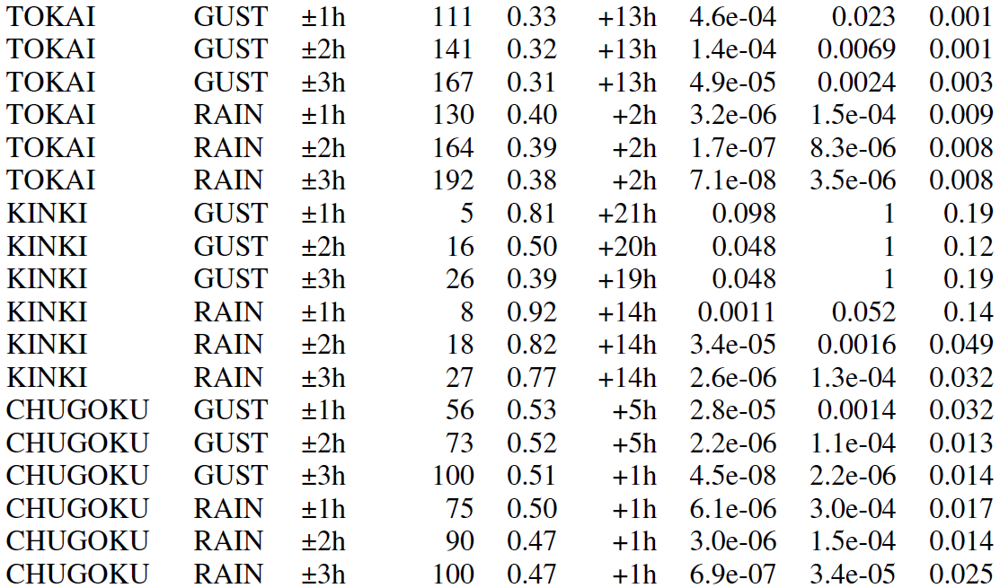 TOKAI GUST ±1h 111 0.33 +13h 4.6e-04 0.023 0.001
TOKAI GUST ±2h 141 0.32 +13h 1.4e-04 0.0069 0.001
TOKAI GUST ±3h 167 0.31 +13h 4.9e-05 0.0024 0.003
TOKAI RAIN ±1h 130 0.40 +2h 3.2e-06 1.5e-04 0.009
TOKAI RAIN ±2h 164 0.39 +2h 1.7e-07 8.3e-06 0.008
TOKAI RAIN ±3h 192 0.38 +2h 7.1e-08 3.5e-06 0.008
KINKI GUST ±1h 5 0.81 +21h 0.098 1 0.19
KINKI GUST ±2h 16 0.50 +20h 0.048 1 0.12
KINKI GUST ±3h 26 0.39 +19h 0.048 1 0.19
KINKI RAIN ±1h 8 0.92 +14h 0.0011 0.052 0.14
KINKI RAIN ±2h 18 0.82 +14h 3.4e-05 0.0016 0.049
KINKI RAIN ±3h 27 0.77 +14h 2.6e-06 1.3e-04 0.032
CHUGOKU GUST ±1h 56 0.53 +5h 2.8e-05 0.0014 0.032
CHUGOKU GUST ±2h 73 0.52 +5h 2.2e-06 1.1e-04 0.013
CHUGOKU GUST ±3h 100 0.51 +1h 4.5e-08 2.2e-06 0.014
CHUGOKU RAIN ±1h 75 0.50 +1h 6.1e-06 3.0e-04 0.017
CHUGOKU RAIN ±2h 90 0.47 +1h 3.0e-06 1.5e-04 0.014
CHUGOKU RAIN ±3h 100 0.47 +1h 6.9e-07 3.4e-05 0.025